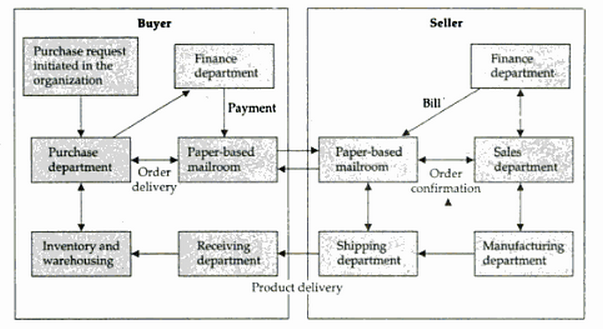 Buyer
Seller
Purchase request
initiated in the
organization
Finance
department
Finance
department
Payment
Bill
Purchase
department
Paper-based
mailroom
Paper-based
mailroom
Sales
department
Order
delivery
Order
confirmation
Inventory and
warehousing
Receiving
department
Shipping
department
Manufacturing
department
Product delivery